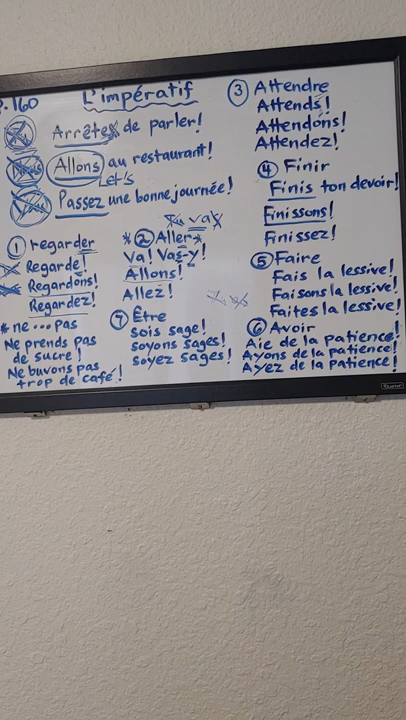 P.160 L'impératif
Arrêtes de parler!
Nous Allons au restaurant!
Let's
Vous Passez une bonne journée!
Tu vas
① regarder
Regarde!
Regardons!
Regardez!
* ne ... pas
Ne prends pas
de sucre!
Ne buvons pas
trop de café!
* ② Aller *
Va! Vas-y!
Allons!
Allez!
⑦ Être
sois sage!
soyons sages!
soyez sages!
③ Attendre
Attends!
Attendons!
Attendez!
④ Finir
Finis ton devoir!
Finissons!
Finissez!
⑤ Faire
Fais la lessive!
Faisons la lessive!
Faites la lessive!
⑥ Avoir
Aie de la patience!
Ayons de la patience!
Ayez de la patience!